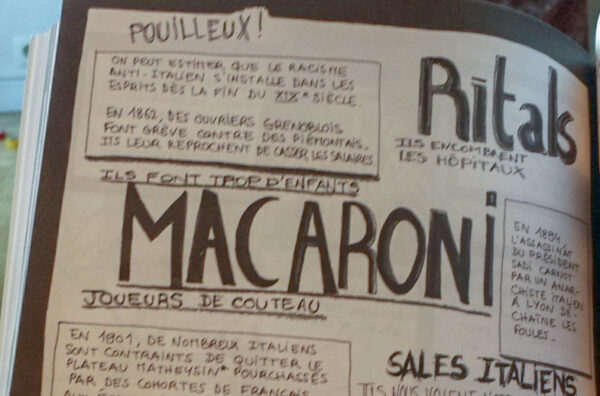 POUILLEUX!
ON PEUT ESTIMER QUE LE RACISME
ANTI-ITALIEN S'INSTALLE DANS LES
ESPRITS DÈS LA FIN DU XIXe SIÈCLE.
EN 1862, DES OUVRIERS GRENOBLOIS
FONT GRÈVE CONTRE DES PIÉMONTAIS.
ILS LEUR REPROCHENT DE CASSER LES SALAIRES
Ritals
ILS ENCOMBRENT
LES HÔPITAUX
ILS FONT TROP D'ENFANTS
MACARONI
JOUEURS DE COUTEAU
EN 1894
L'ASSASSINAT
DU PRÉSIDENT
SADI CARNOT
PAR UN ANAR-
CHISTE ITALIEN
À LYON DÉ-
CHAÎNE LES
FOULES.
EN 1901, DE NOMBREUX ITALIENS
SONT CONTRAINTS DE QUITTER LE
PLATEAU MATHEYSIN* POURCHASSÉS
PAR DES COHORTES DE FRANÇAIS
SALES ITALIENS